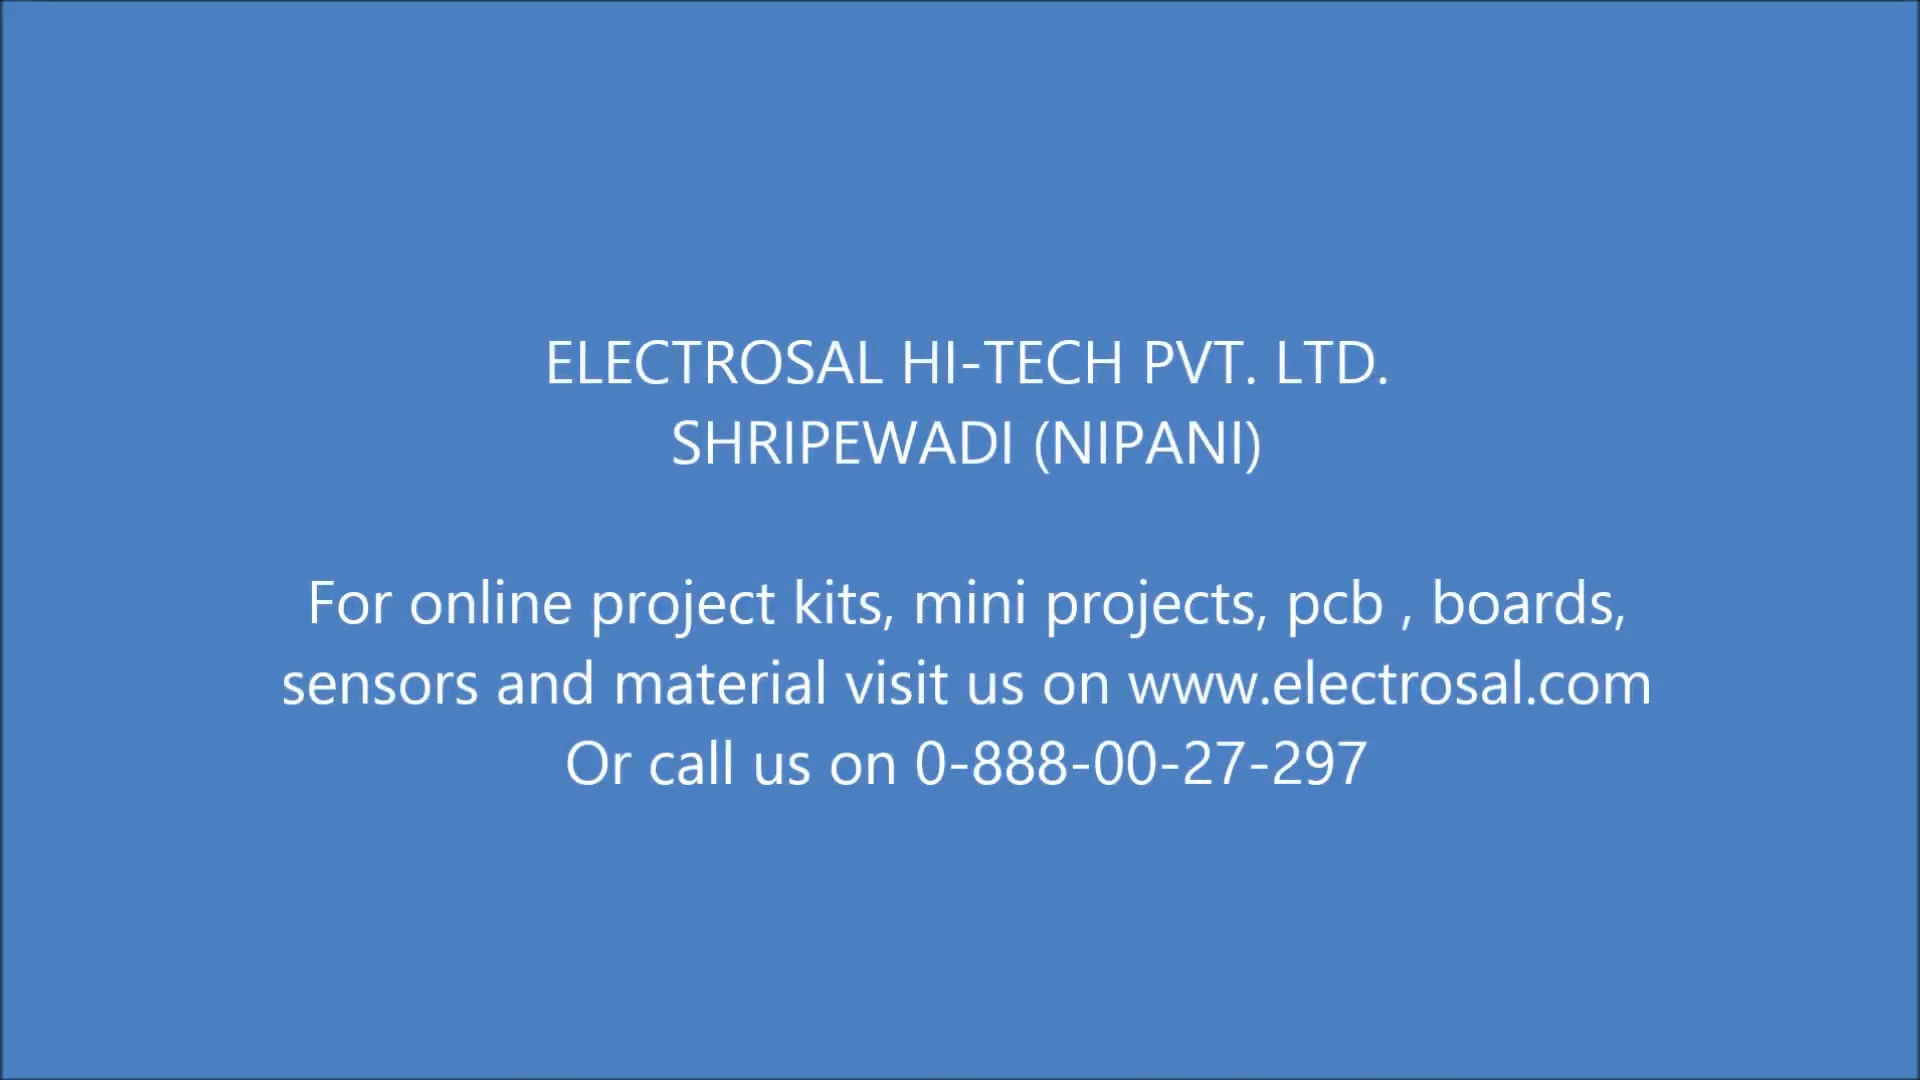 ELECTROSAL HI-TECH PVT. LTD.
SHRIPEWADI (NIPANI)
For online project kits, mini projects, pcb , boards,
sensors and material visit us on www.electrosal.com
Or call us on 0-888-00-27-297